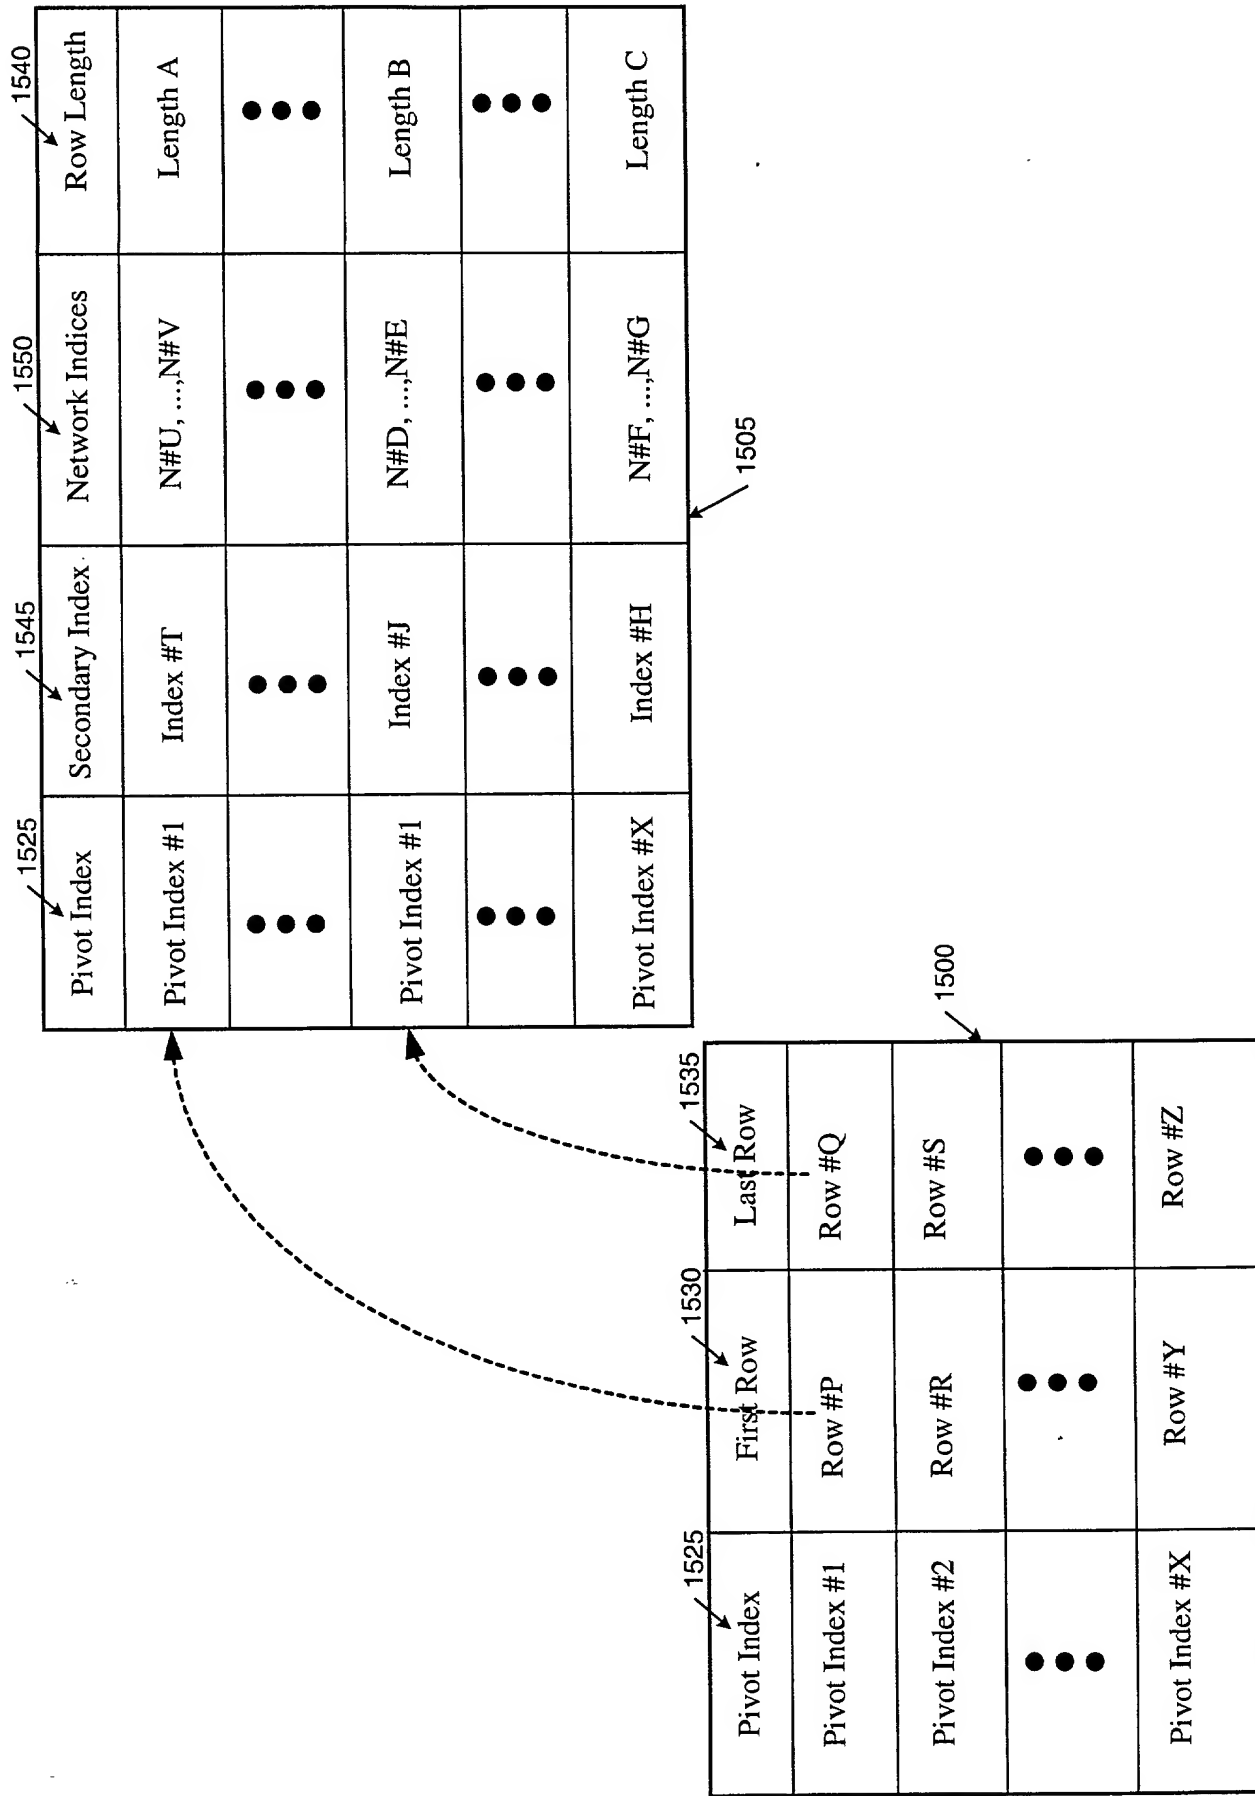 1525
1545
1550
1540
Pivot Index
Secondary Index
Network Indices
Row Length
Pivot Index #1
Index #T
N#U, ...,N#V
Length A
Pivot Index #1
Index #J
N#D, ...,N#E
Length B
Pivot Index #X
Index #H
N#F, ...,N#G
Length C
1505
1500
1525
1530
1535
Pivot Index
First Row
Last Row
Pivot Index #1
Row #P
Row #Q
Pivot Index #2
Row #R
Row #S
Pivot Index #X
Row #Y
Row #Z